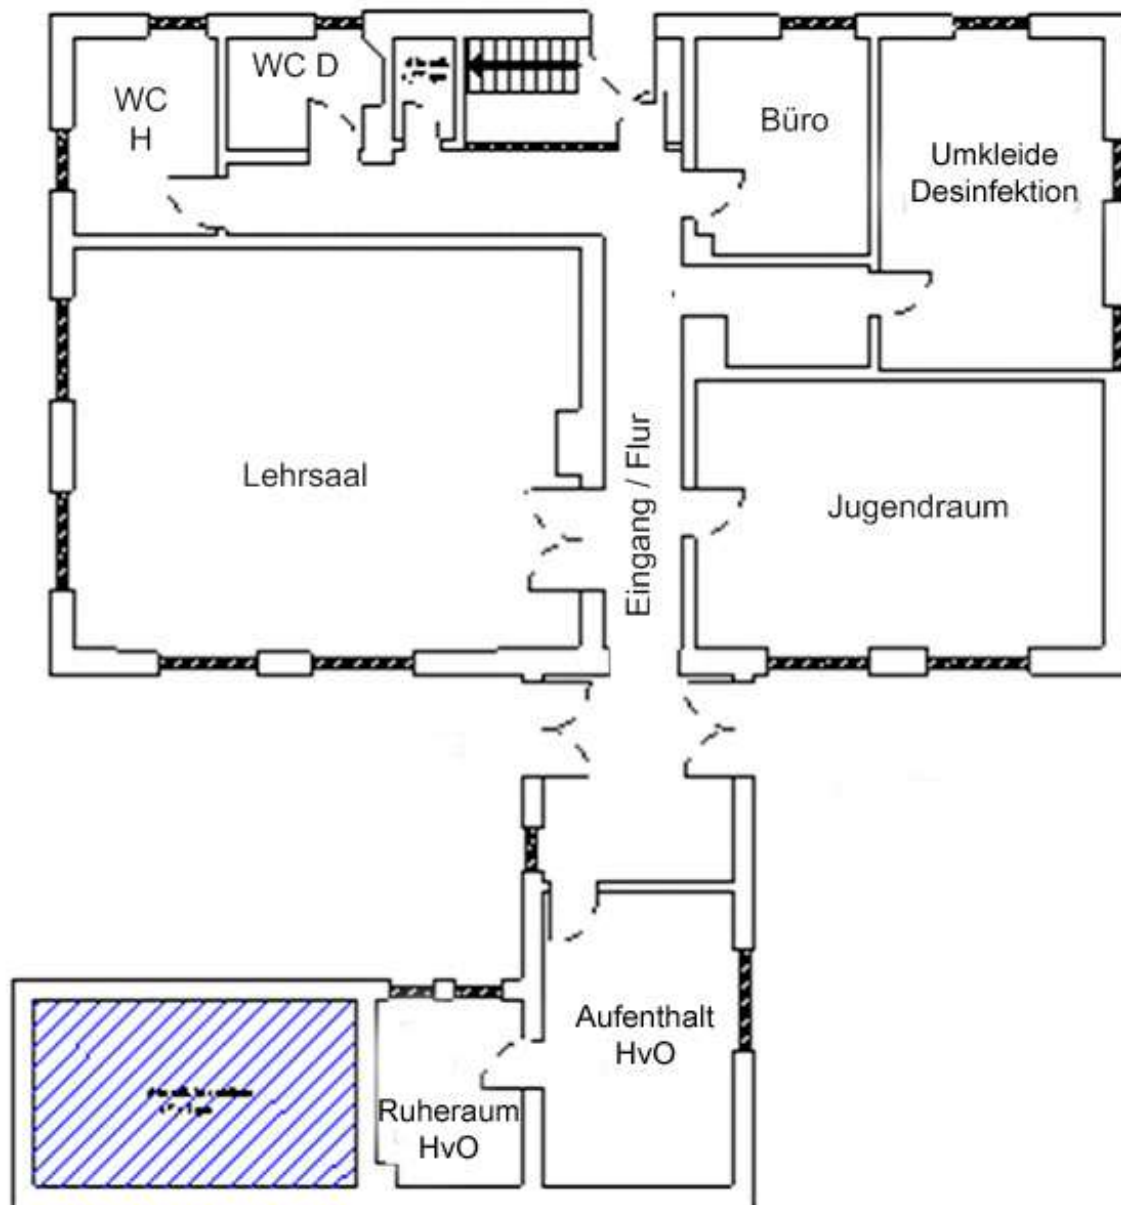 WC D
WC
H
Büro
Umkleide
Desinfektion
Lehrsaal
Eingang / Flur
Jugendraum
Aufenthalt
HvO
Ruheraum
HvO